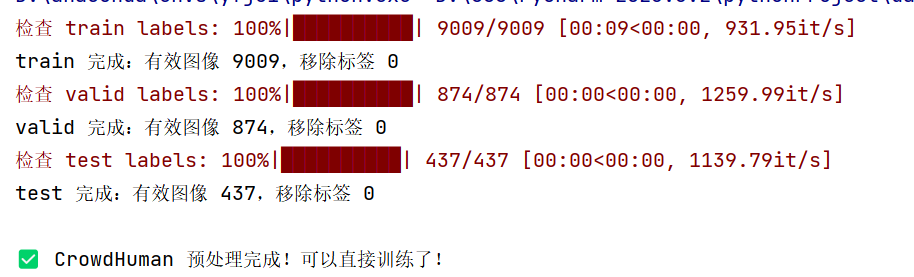 检查 train labels: 100%|██████████| 9009/9009 [00:09<00:00, 931.95it/s]
train 完成：有效图像 9009，移除标签 0
检查 valid labels: 100%|██████████| 874/874 [00:00<00:00, 1259.99it/s]
valid 完成：有效图像 874，移除标签 0
检查 test labels: 100%|██████████| 437/437 [00:00<00:00, 1139.79it/s]
test 完成：有效图像 437，移除标签 0
✅ CrowdHuman 预处理完成！可以直接训练了！